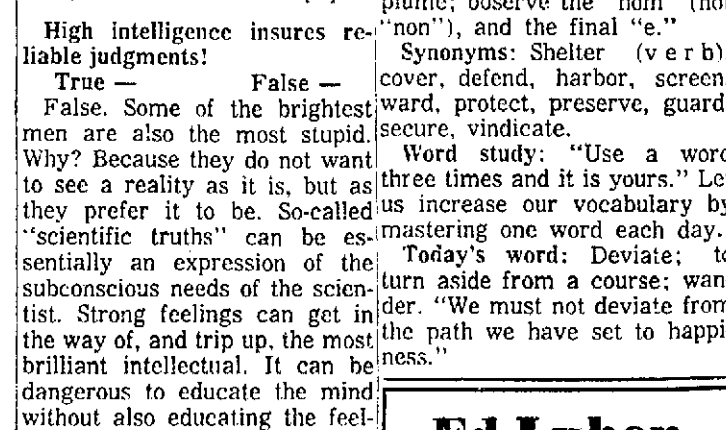 High intelligence insures re-
liable judgments!
True — False —
False. Some of the brightest
men are also the most stupid.
Why? Because they do not want
to see a reality as it is, but as
they prefer it to be. So-called
"scientific truths" can be es-
sentially an expression of the
subconscious needs of the scien-
tist. Strong feelings can get in
the way of, and trip up, the most
brilliant intellectual. It can be
dangerous to educate the mind
without also educating the feel-
"non"), and the final "e."
Synonyms: Shelter (v e r b)
cover, defend, harbor, screen
ward, protect, preserve, guard
secure, vindicate.
Word study: "Use a word
three times and it is yours." Let
us increase our vocabulary by
mastering one word each day.
Today's word: Deviate; to
turn aside from a course; wan
der. "We must not deviate from
the path we have set to happi
ness."